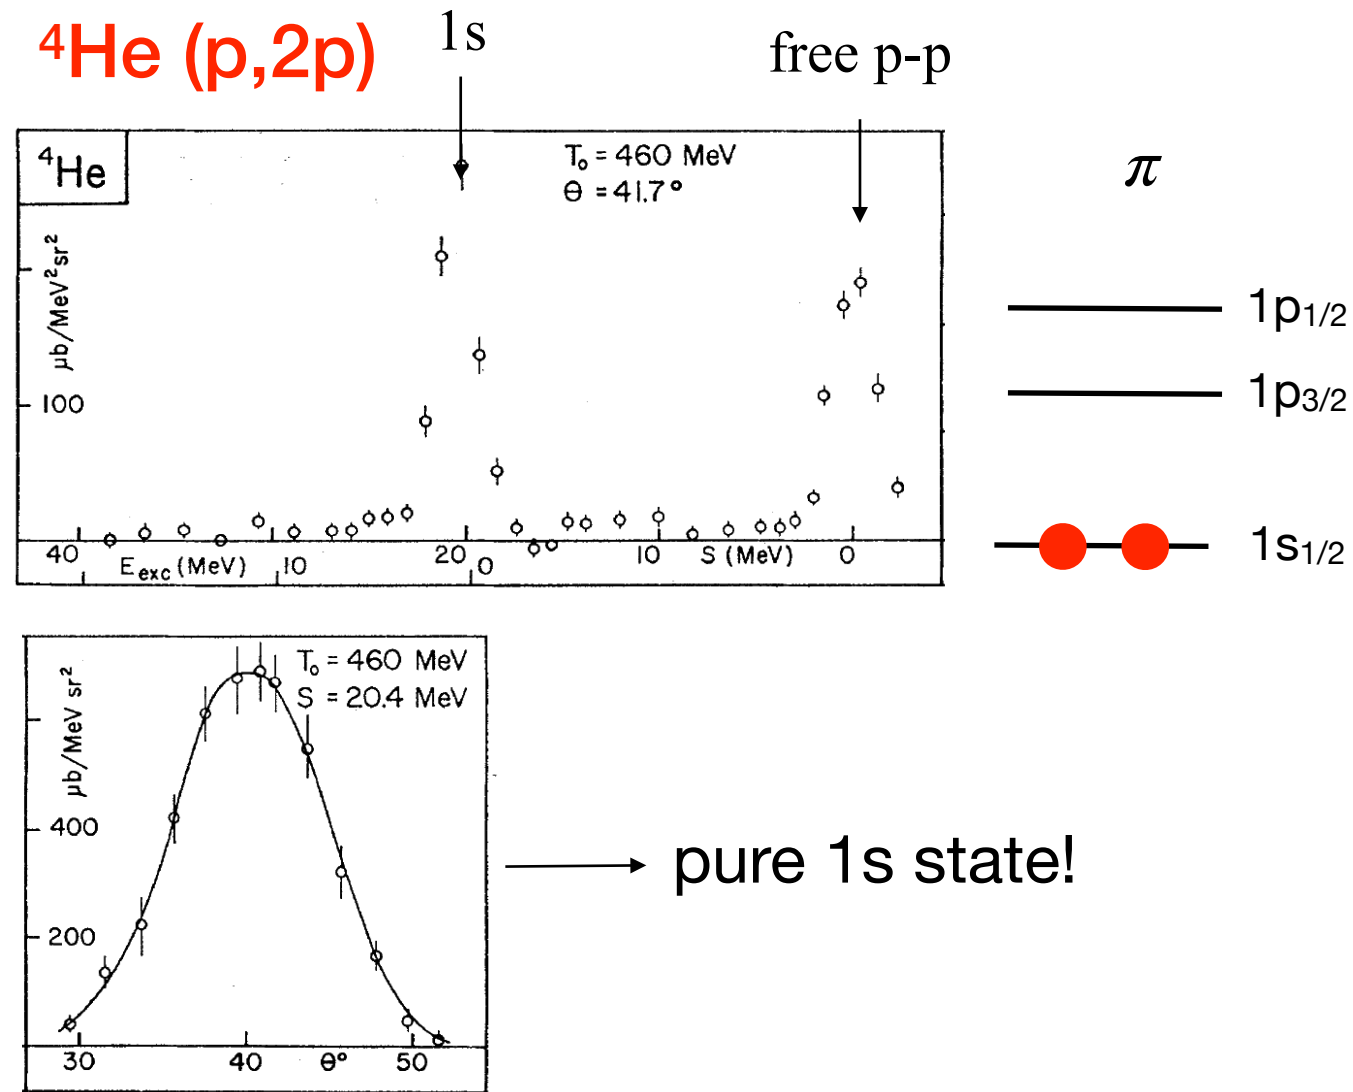 ⁴He (p,2p)
1s
free p-p
⁴He
T₀ = 460 MeV
θ = 41.7°
μb/MeV²sr²
100
40
20
10
0
E_exc (MeV)
10
0
S (MeV)
π
1p₁/₂
1p₃/₂
1s₁/₂
T₀ = 460 MeV
S = 20.4 MeV
μb/MeV sr²
400
200
30
40
θ°
50
pure 1s state!